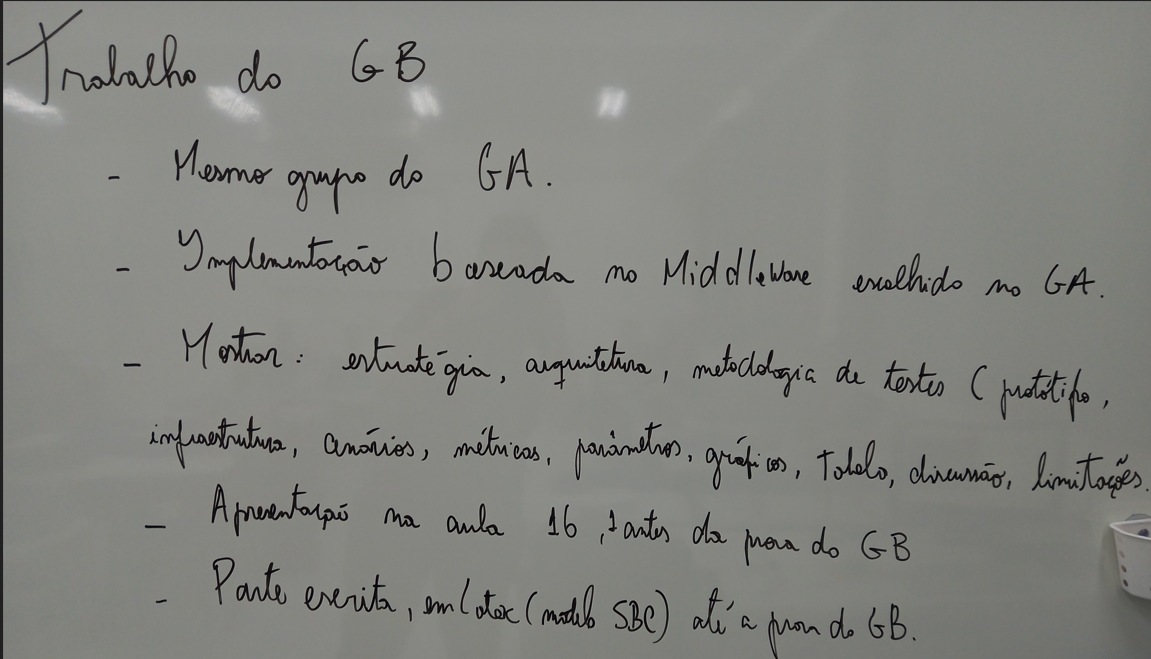 Trabalho do GB
- Mesmo grupo do GA.
- Implementação baseada no MiddleWare escolhido no GA.
- Mostrar: estratégia, arquitetura, metodologia de testes (protótipo,
infraestrutura, cenários, métricas, parâmetros, gráficos, tabela, discussão, limitações.
- Apresentação na aula 16, 1 antes da prova do GB
- Parte escrita, em Latex (modelo SBC) até a prova do GB.